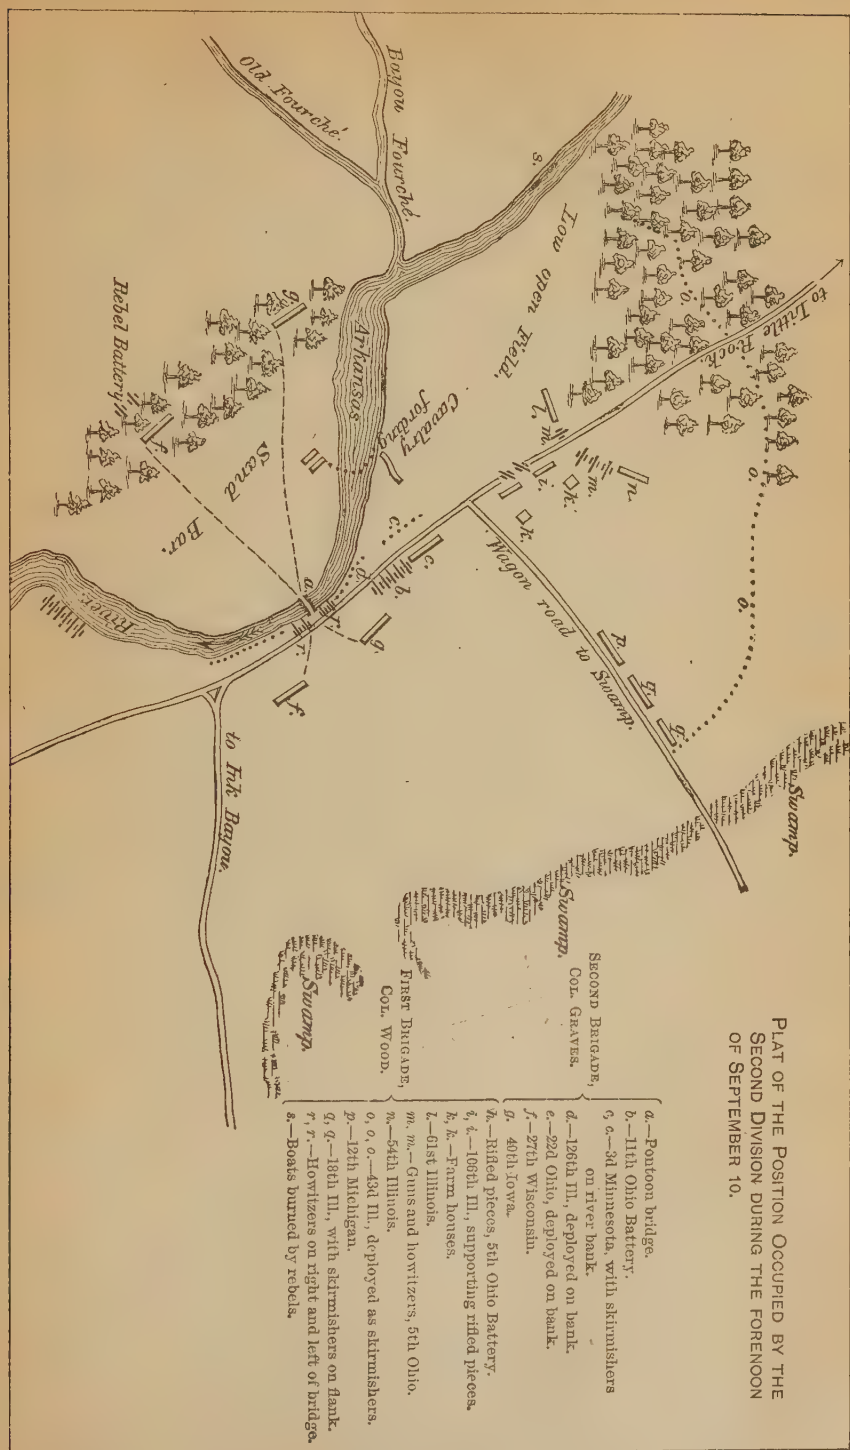 PLAT OF THE POSITION OCCUPIED BY THE
SECOND DIVISION DURING THE FORENOON
OF SEPTEMBER 10.
SECOND BRIGADE,
COL. GRAVES.
a.—Pontoon bridge.
b.—11th Ohio Battery.
c, c.—3d Minnesota, with skirmishers
on river bank.
d.—126th Ill., deployed on bank.
e.—22d Ohio, deployed on bank.
f.—27th Wisconsin.
g. 40th Iowa.
FIRST BRIGADE,
COL. WOOD.
h.—Rifled pieces, 5th Ohio Battery.
i, i.—106th Ill., supporting rifled pieces.
k, k.—Farm houses.
l.—61st Illinois.
m, m.—Guns and howitzers, 5th Ohio.
n.—54th Illinois.
o, o, o.—43d Ill., deployed as skirmishers.
p.—12th Michigan.
q, q.—18th Ill., with skirmishers on flank.
r, r.—Howitzers on right and left of bridge.
s.—Boats burned by rebels.
to Little Rock.
Low open Field.
Cavalry
fording
Wagon road to Swamp.
Swamp.
Swamp.
Swamp.
to Ink Bayou.
Bayou Fourché.
Old Fourché.
Arkansas
River
Sand Bar.
Rebel Battery
s.
o.
o.
o.
l.
m.
n.
m.
i.
k.
k.
c.
c.
b.
d.
a.
r.
r.
g.
f.
g.
f.
p.
q.
q.